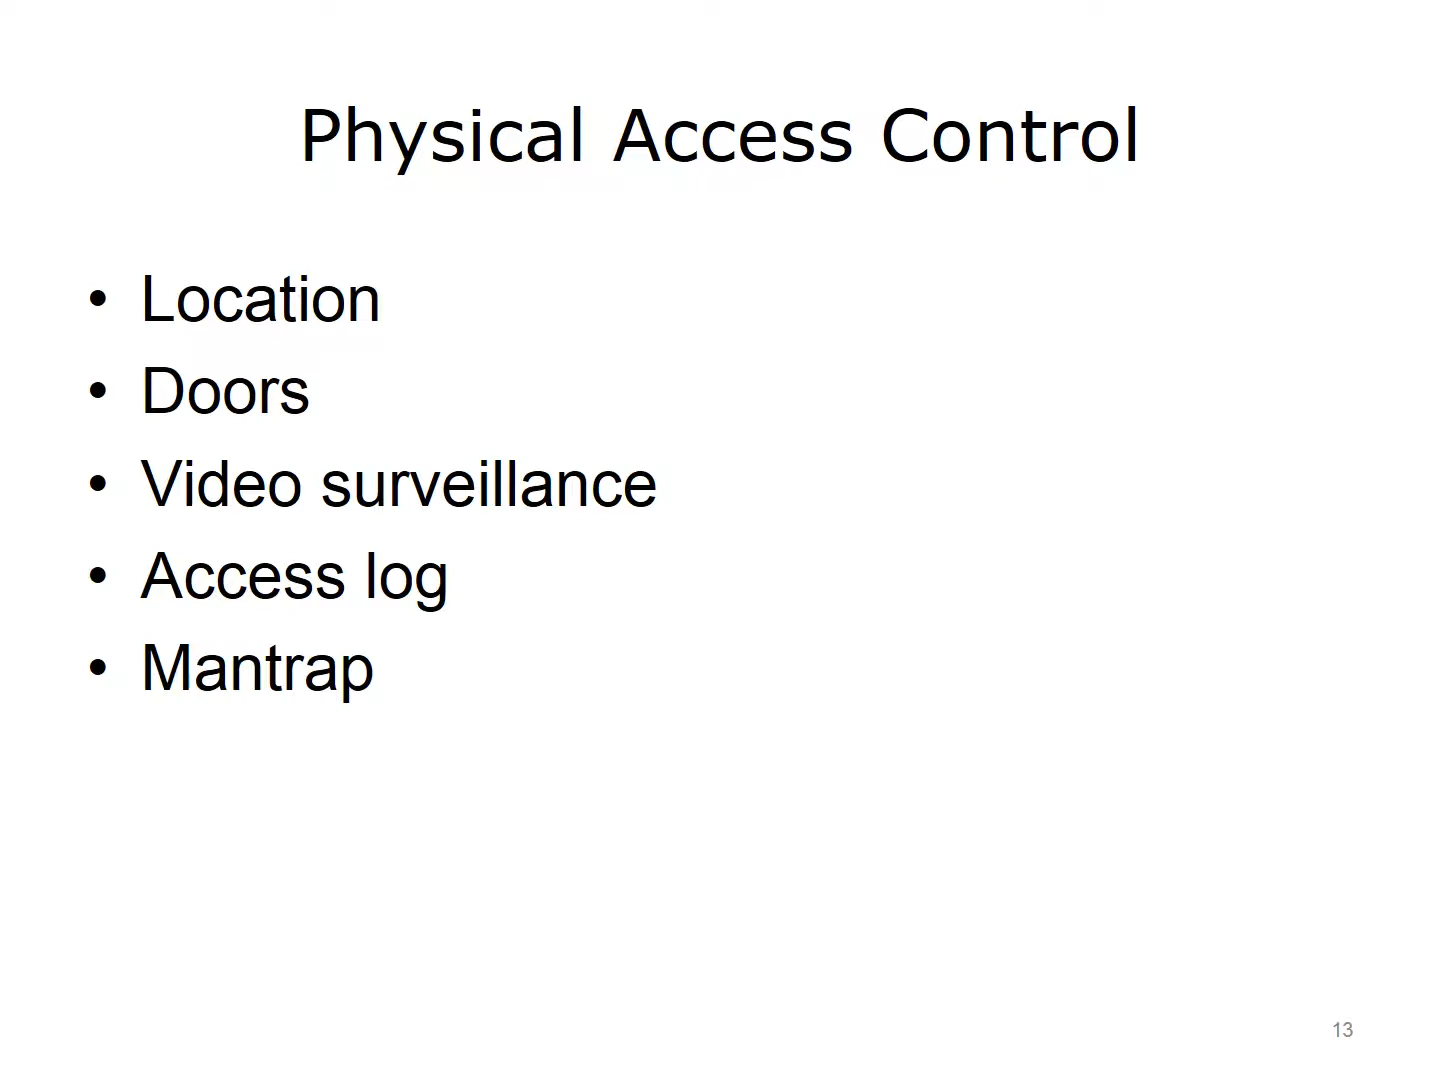 Physical Access Control
• Location
• Doors
• Video surveillance
• Access log
• Mantrap
13